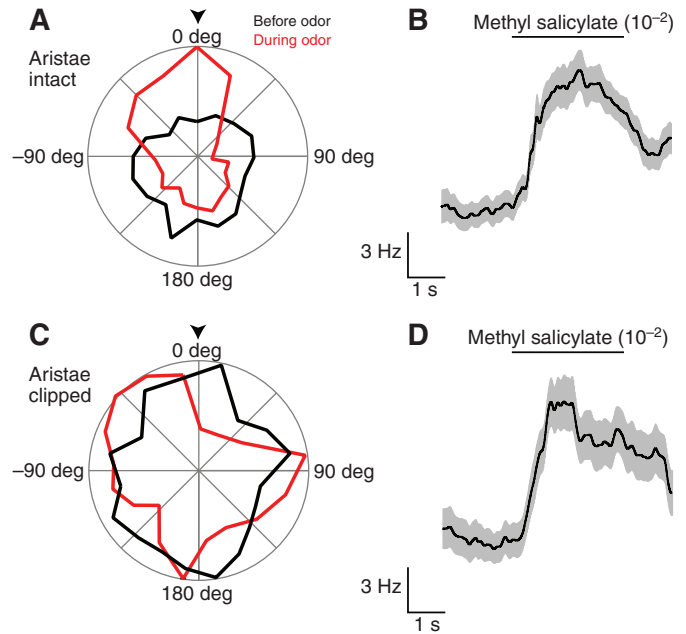 A
0 deg
Before odor
During odor
Aristae
intact
–90 deg
90 deg
180 deg
B
Methyl salicylate (10⁻²)
3 Hz
1 s
C
0 deg
Aristae
clipped
–90 deg
90 deg
180 deg
D
Methyl salicylate (10⁻²)
3 Hz
1 s